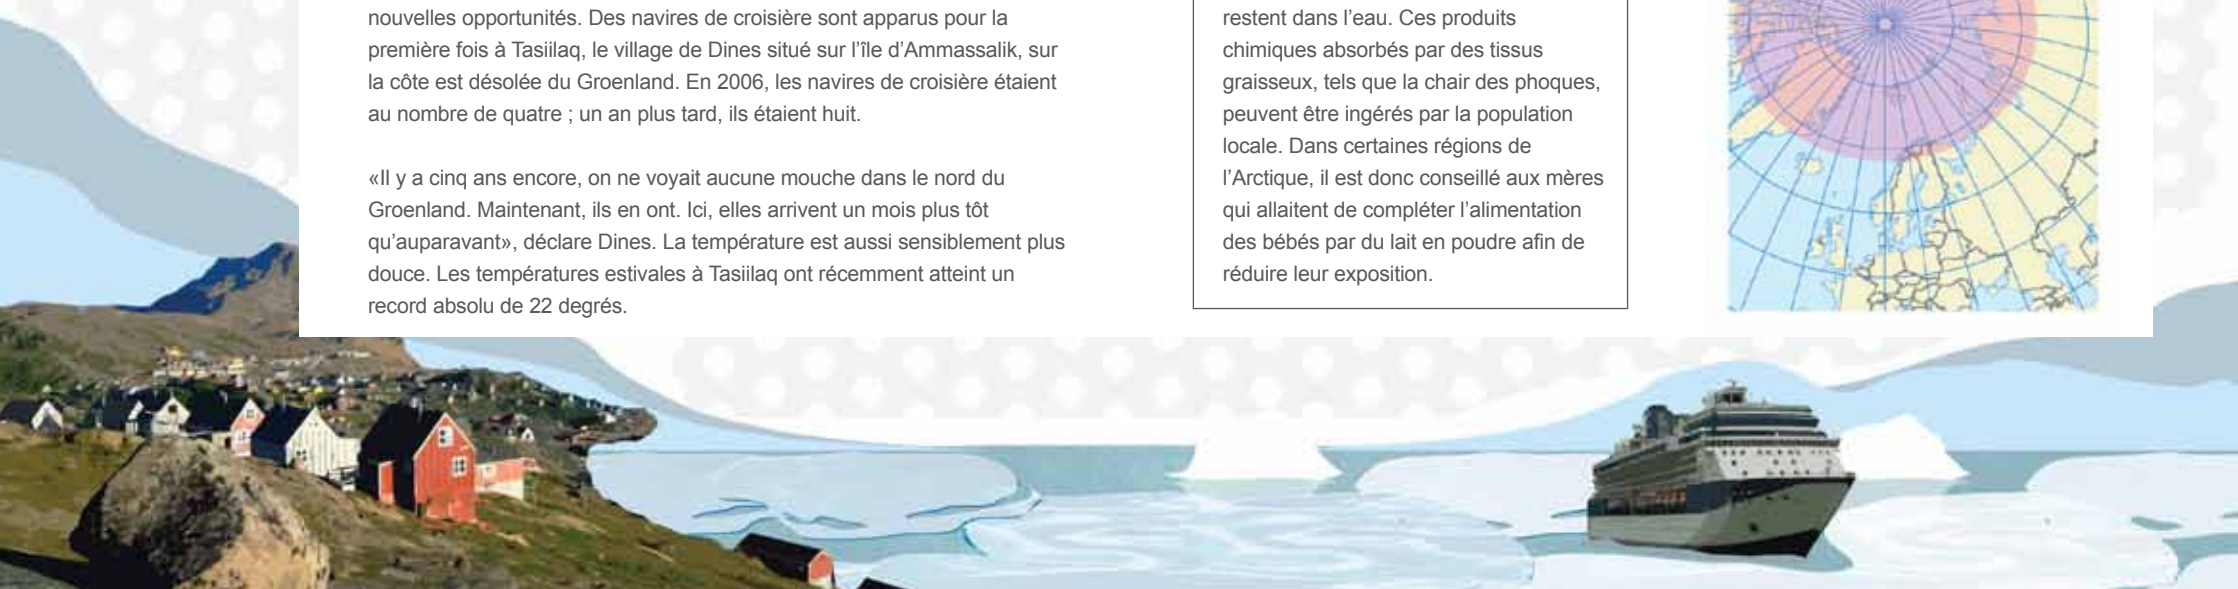 nouvelles opportunités. Des navires de croisière sont apparus pour la
première fois à Tasiilaq, le village de Dines situé sur l’île d’Ammassalik, sur
la côte est désolée du Groenland. En 2006, les navires de croisière étaient
au nombre de quatre ; un an plus tard, ils étaient huit.
«Il y a cinq ans encore, on ne voyait aucune mouche dans le nord du
Groenland. Maintenant, ils en ont. Ici, elles arrivent un mois plus tôt
qu’auparavant», déclare Dines. La température est aussi sensiblement plus
douce. Les températures estivales à Tasiilaq ont récemment atteint un
record absolu de 22 degrés.
restent dans l’eau. Ces produits
chimiques absorbés par des tissus
graisseux, tels que la chair des phoques,
peuvent être ingérés par la population
locale. Dans certaines régions de
l’Arctique, il est donc conseillé aux mères
qui allaitent de compléter l’alimentation
des bébés par du lait en poudre afin de
réduire leur exposition.